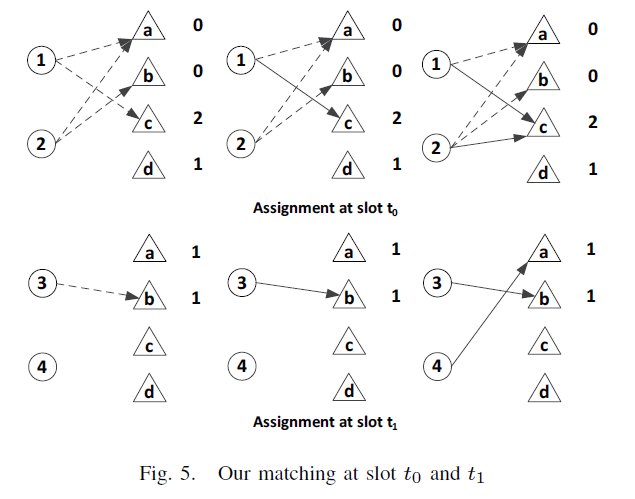 a 0 a 0 a 0
1 1 1
b 0 b 0 b 0
c 2 c 2 c 2
2 2 2
d 1 d 1 d 1
Assignment at slot t₀
a 1 a 1 a 1
3 b 1 3 b 1 3 b 1
c c c
4 4 4
d d d
Assignment at slot t₁
Fig. 5. Our matching at slot t₀ and t₁